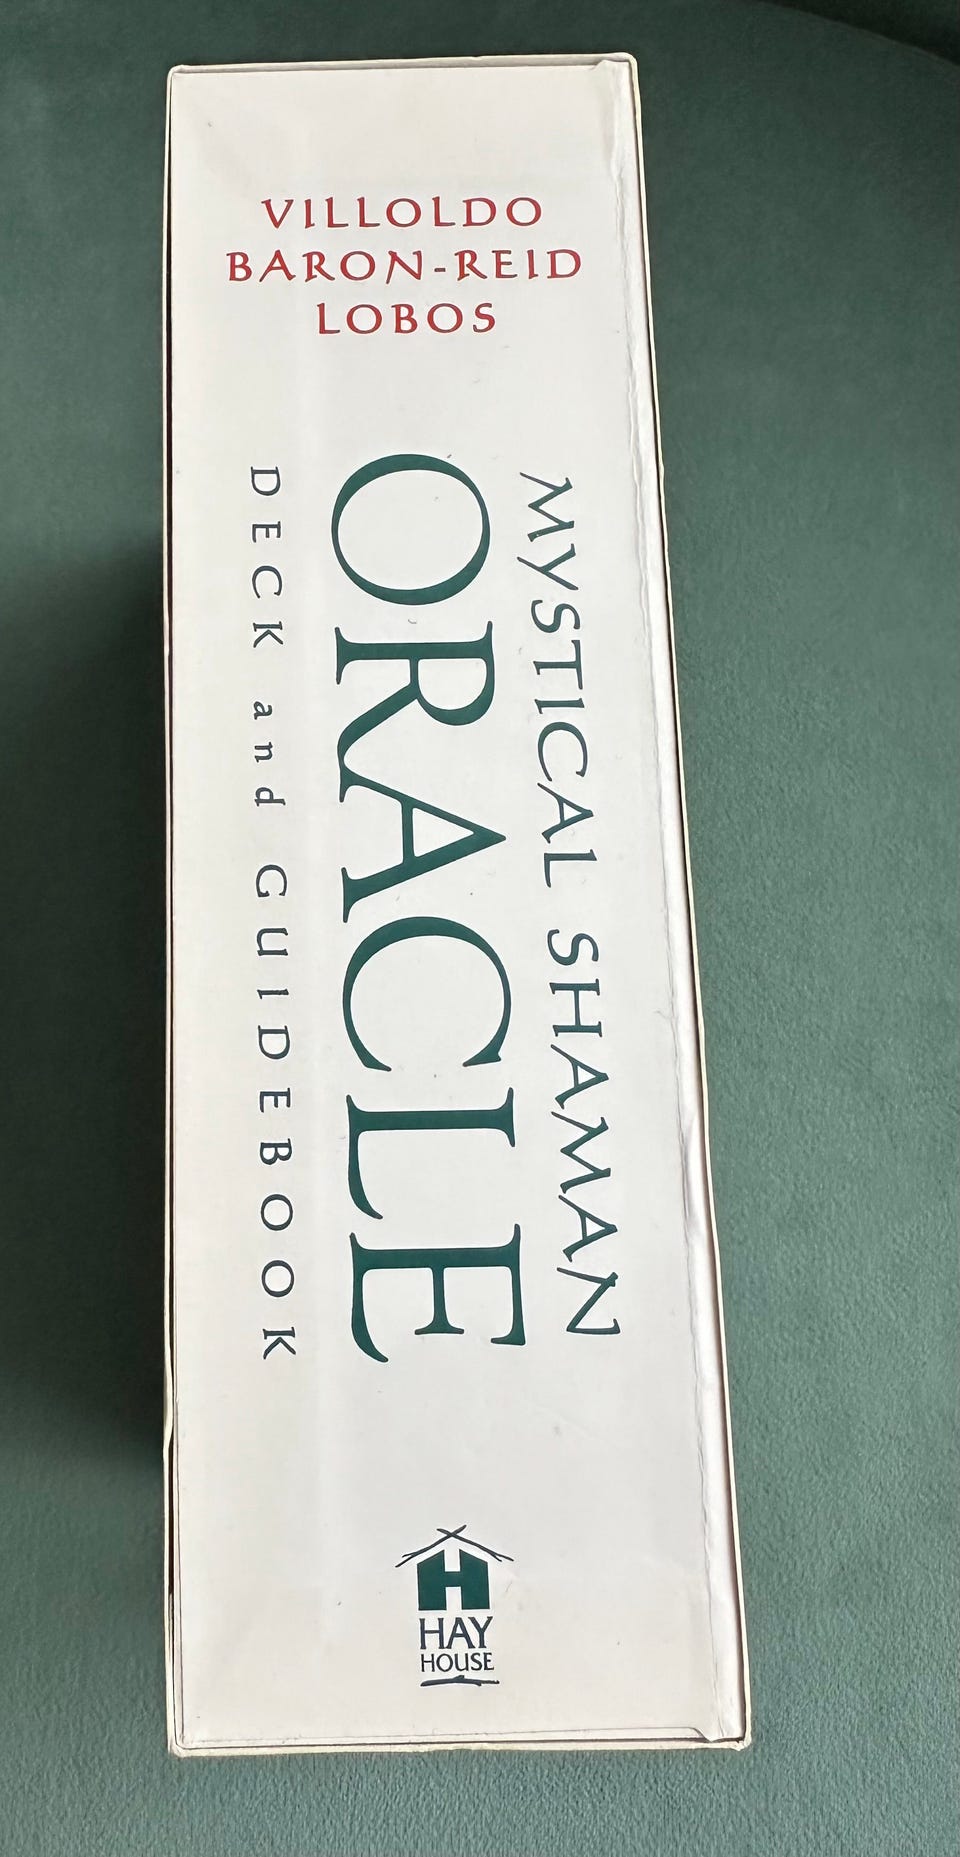 VILLOLDO
BARON-REID
LOBOS
MYSTICAL SHAMAN
ORACLE
DECK and GUIDEBOOK
H
HAY
HOUSE